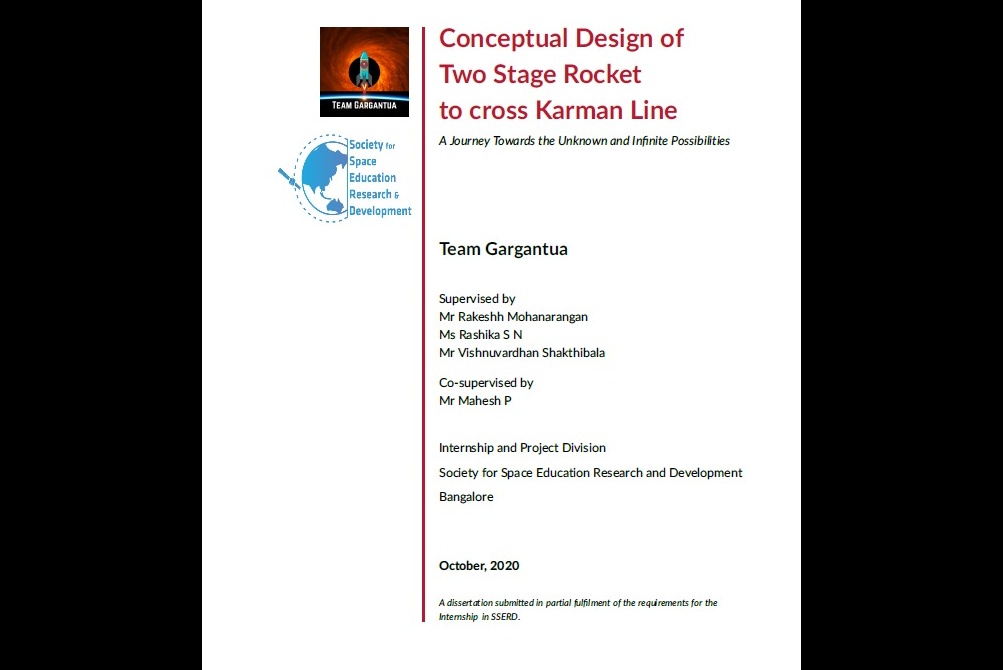 TEAM GARGANTUA
Society for
Space
Education
Research &
Development
Conceptual Design of
Two Stage Rocket
to cross Karman Line
A Journey Towards the Unknown and Infinite Possibilities
Team Gargantua
Supervised by
Mr Rakeshh Mohanarangan
Ms Rashika S N
Mr Vishnuvardhan Shakthibala
Co-supervised by
Mr Mahesh P
Internship and Project Division
Society for Space Education Research and Development
Bangalore
October, 2020
A dissertation submitted in partial fulfilment of the requirements for the
Internship in SSERD.